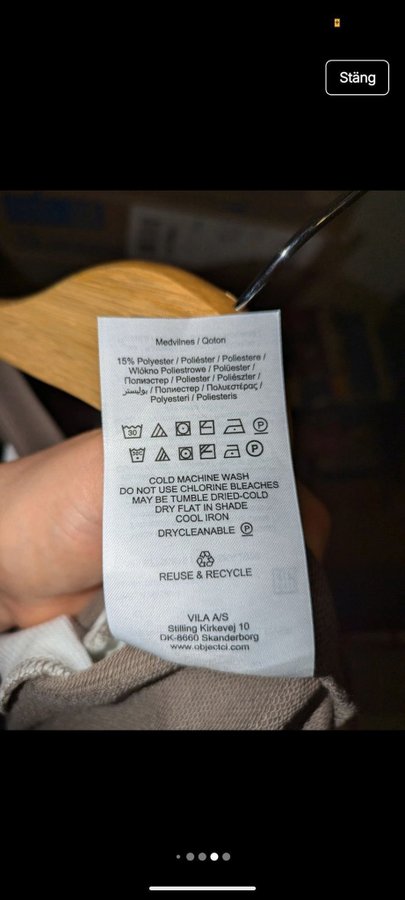 Stäng
Medvilnes / Qoton
15% Polyester / Poliéster / Poliestere /
Włókno Poliestrowe / Polüester /
Полиэстер / Poliester / Poliészter /
بوليستر / Полиестер / Πολυεστέρας /
Polyesteri / Poliesteris
30 P
30 P
COLD MACHINE WASH
DO NOT USE CHLORINE BLEACHES
MAY BE TUMBLE DRIED-COLD
DRY FLAT IN SHADE
COOL IRON
DRYCLEANABLE P
REUSE & RECYCLE
VILA A/S
Stilling Kirkevej 10
DK-8660 Skanderborg
www.objectci.com